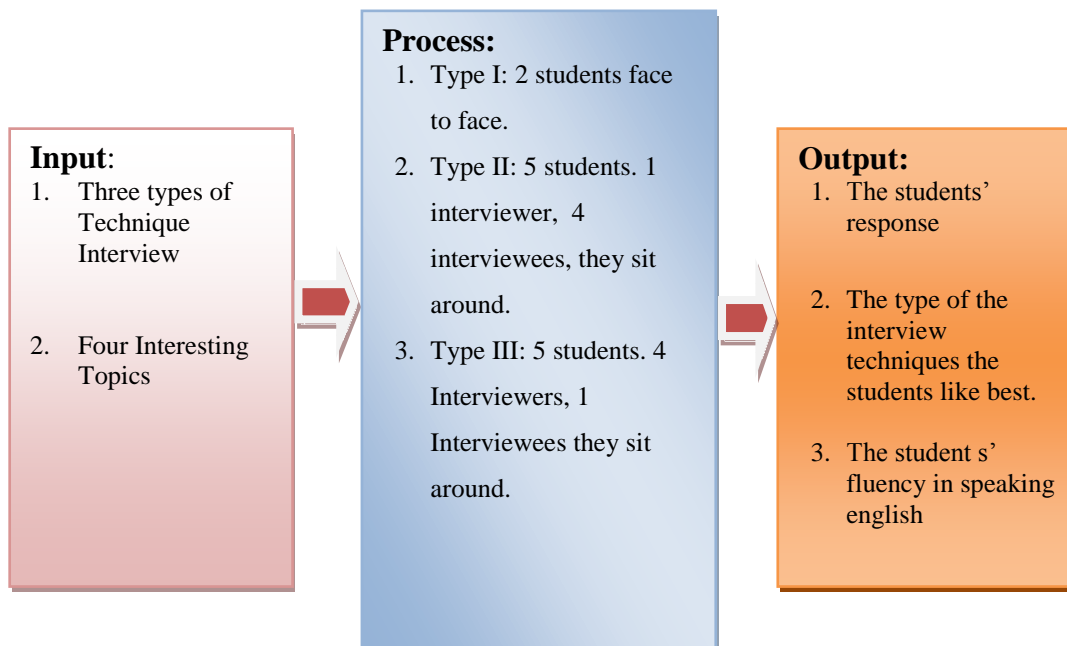 Input:
1. Three types of
Technique
Interview
2. Four Interesting
Topics
Process:
1. Type I: 2 students face
to face.
2. Type II: 5 students. 1
interviewer, 4
interviewees, they sit
around.
3. Type III: 5 students. 4
Interviewers, 1
Interviewees they sit
around.
Output:
1. The students’
response
2. The type of the
interview
techniques the
students like best.
3. The student s’
fluency in speaking
english